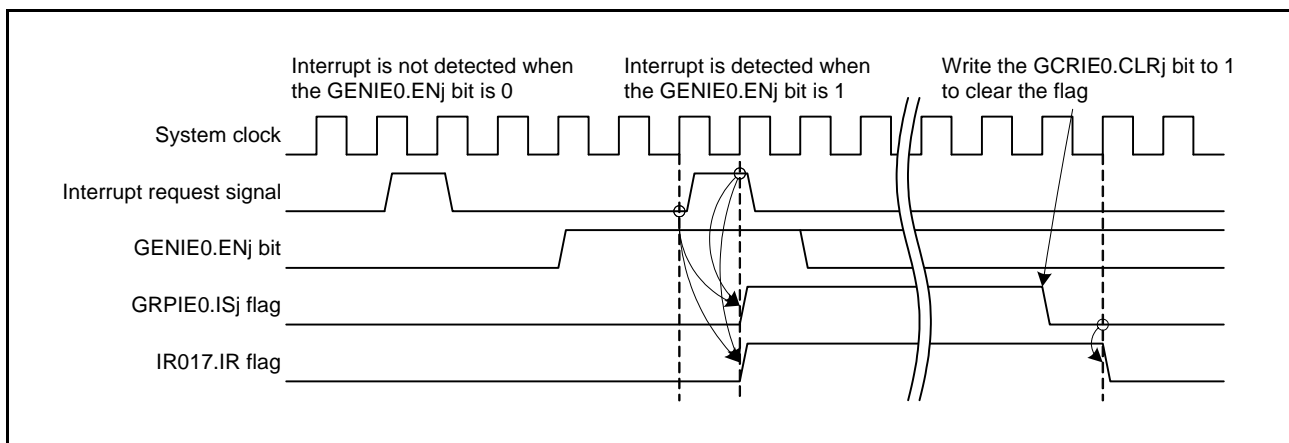 Interrupt is not detected when
the GENIE0.ENj bit is 0
Interrupt is detected when
the GENIE0.ENj bit is 1
Write the GCRIE0.CLRj bit to 1
to clear the flag
System clock
Interrupt request signal
GENIE0.ENj bit
GRPIE0.ISj flag
IR017.IR flag